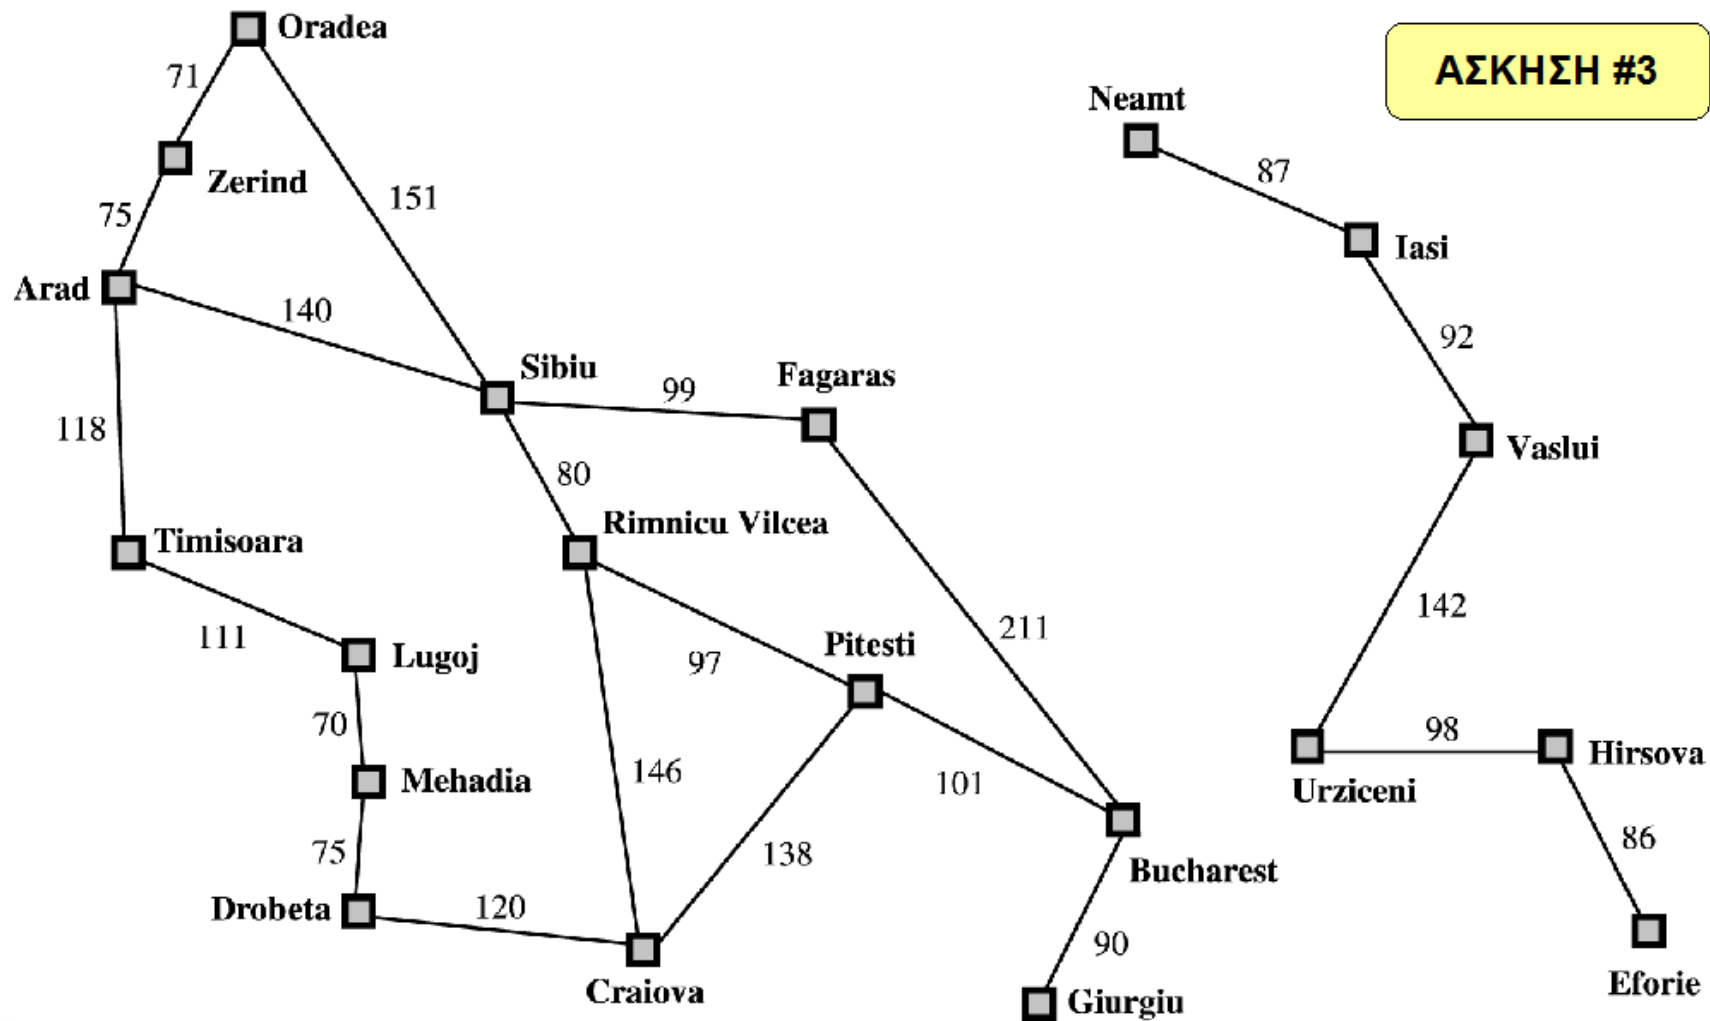 Oradea
ΑΣΚΗΣΗ #3
71
Neamt
87
Zerind
151
75
Iasi
Arad
140
92
Sibiu
99
Fagaras
118
Vaslui
80
Rimnicu Vilcea
Timisoara
142
211
111
Lugoj
97
Pitesti
70
98
Mehadia
146
101
Hirsova
Urziceni
75
138
86
Bucharest
Drobeta
120
90
Craiova
Giurgiu
Eforie